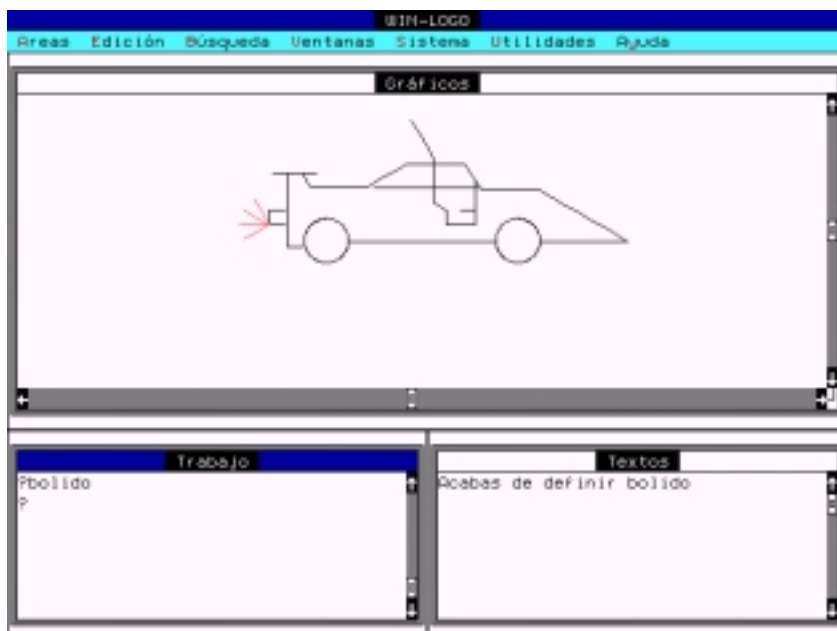 WIN-LOGO
Areas Edición Búsqueda Ventanas Sistema Utilidades Ayuda
Gráficos
Trabajo
?bolido
?
Textos
Acabas de definir bolido